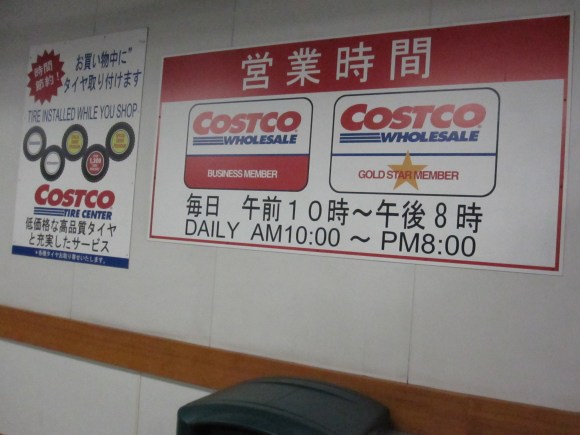 時間
節約!
お買い物中に"
タイヤ取り付けます
TIRE INSTALLED WHILE YOU SHOP
COSTCO
TIRE CENTER
低価格な高品質タイヤ
と充実したサービス
営業時間
COSTCO
WHOLESALE
BUSINESS MEMBER
COSTCO
WHOLESALE
GOLD STAR MEMBER
毎日 午前10時～午後8時
DAILY AM10:00 ～ PM8:00